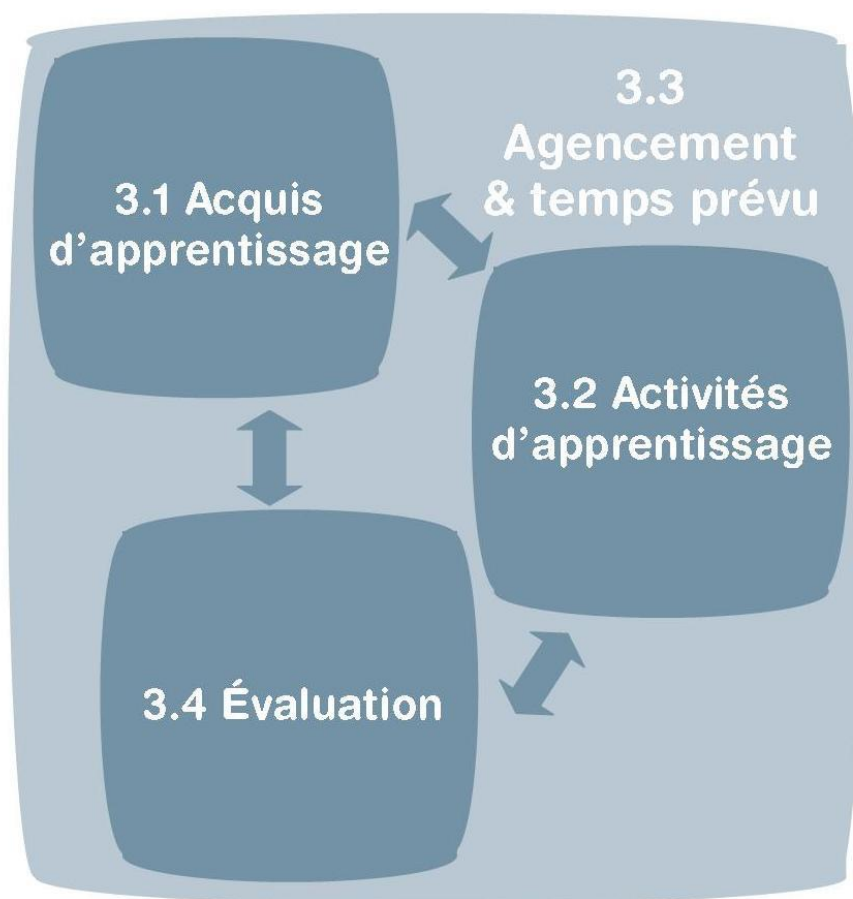 3.1 Acquis
d’apprentissage
3.3
Agencement
& temps prévu
3.2 Activités
d’apprentissage
3.4 Évaluation